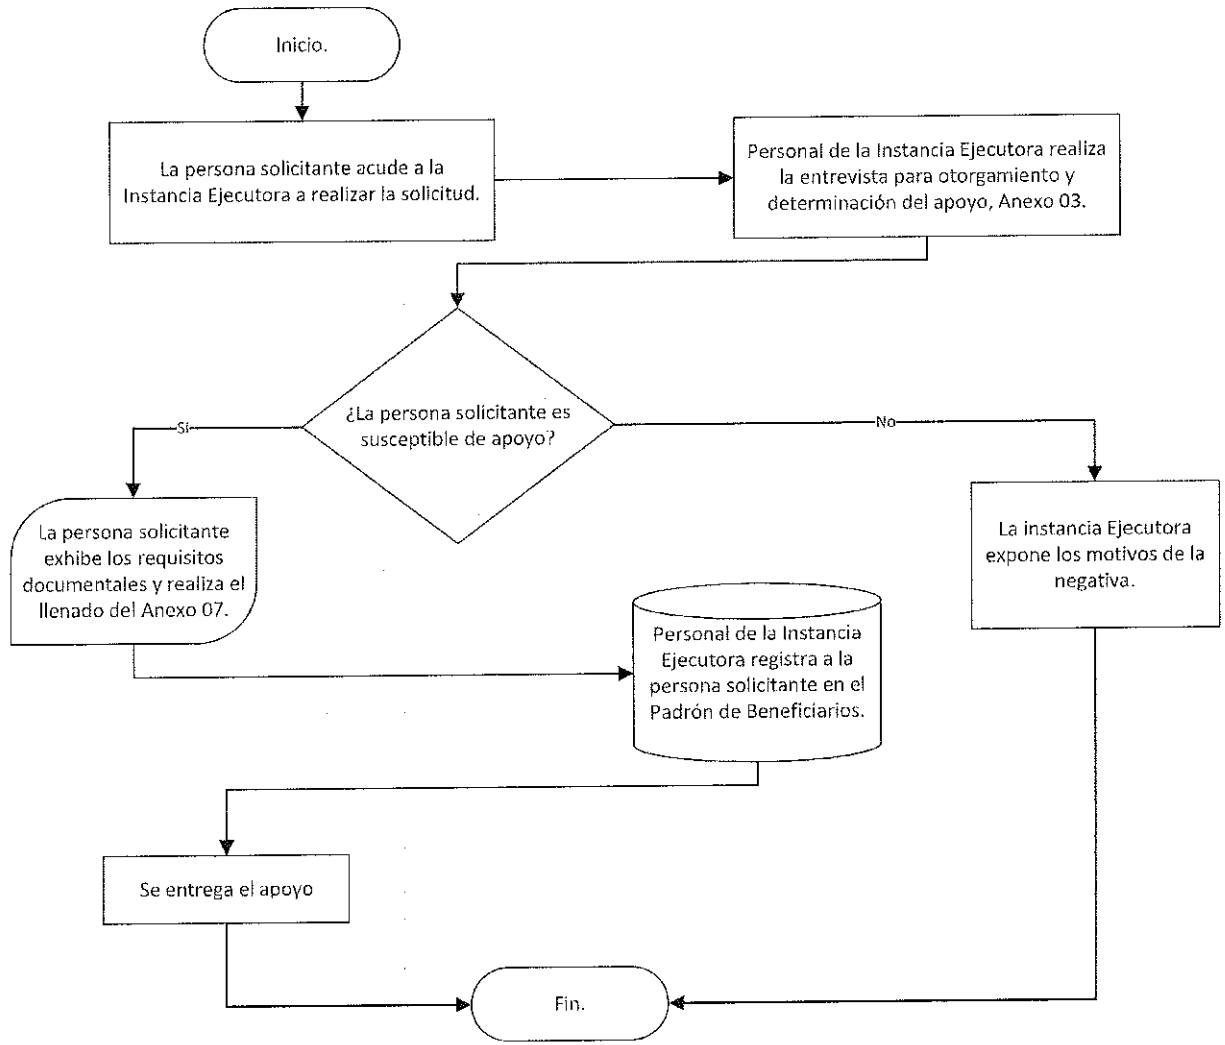 Inicio.
La persona solicitante acude a la
Instancia Ejecutora a realizar la solicitud.
Personal de la Instancia Ejecutora realiza
la entrevista para otorgamiento y
determinación del apoyo, Anexo 03.
¿La persona solicitante es
susceptible de apoyo?
Sí
No
La persona solicitante
exhibe los requisitos
documentales y realiza el
llenado del Anexo 07.
La instancia Ejecutora
expone los motivos de la
negativa.
Personal de la Instancia
Ejecutora registra a la
persona solicitante en el
Padrón de Beneficiarios.
Se entrega el apoyo
Fin.